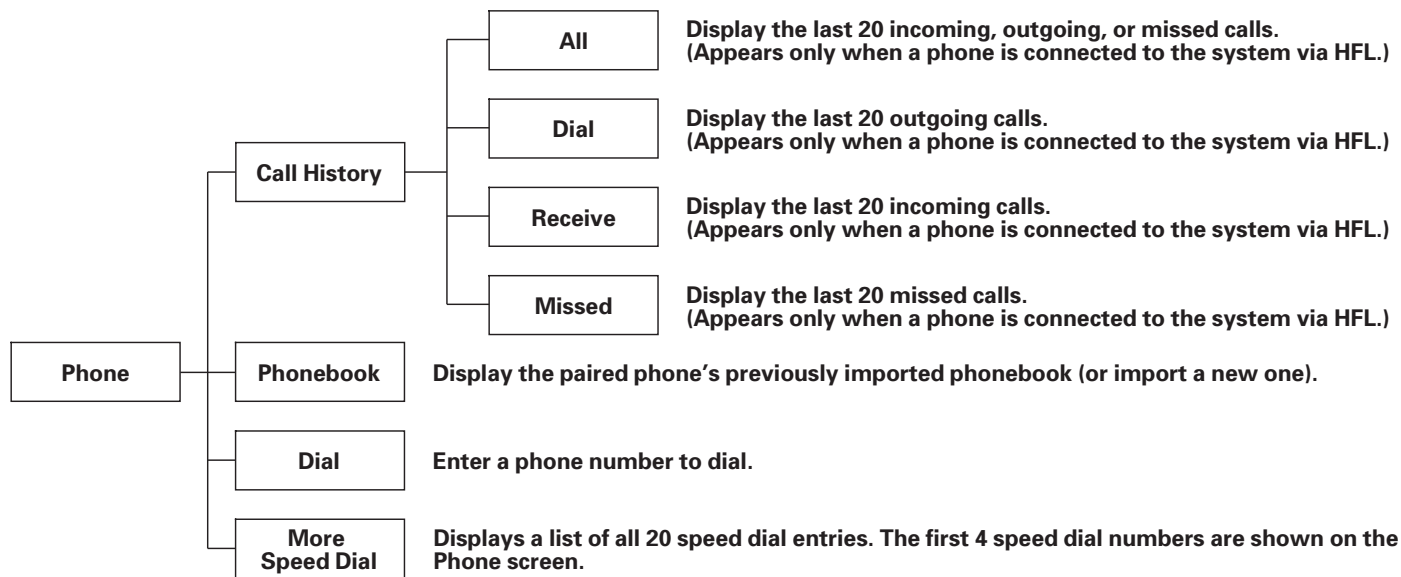 All
Display the last 20 incoming, outgoing, or missed calls.
(Appears only when a phone is connected to the system via HFL.)
Dial
Display the last 20 outgoing calls.
(Appears only when a phone is connected to the system via HFL.)
Call History
Receive
Display the last 20 incoming calls.
(Appears only when a phone is connected to the system via HFL.)
Missed
Display the last 20 missed calls.
(Appears only when a phone is connected to the system via HFL.)
Phone
Phonebook
Display the paired phone’s previously imported phonebook (or import a new one).
Dial
Enter a phone number to dial.
More
Speed Dial
Displays a list of all 20 speed dial entries. The first 4 speed dial numbers are shown on the
Phone screen.